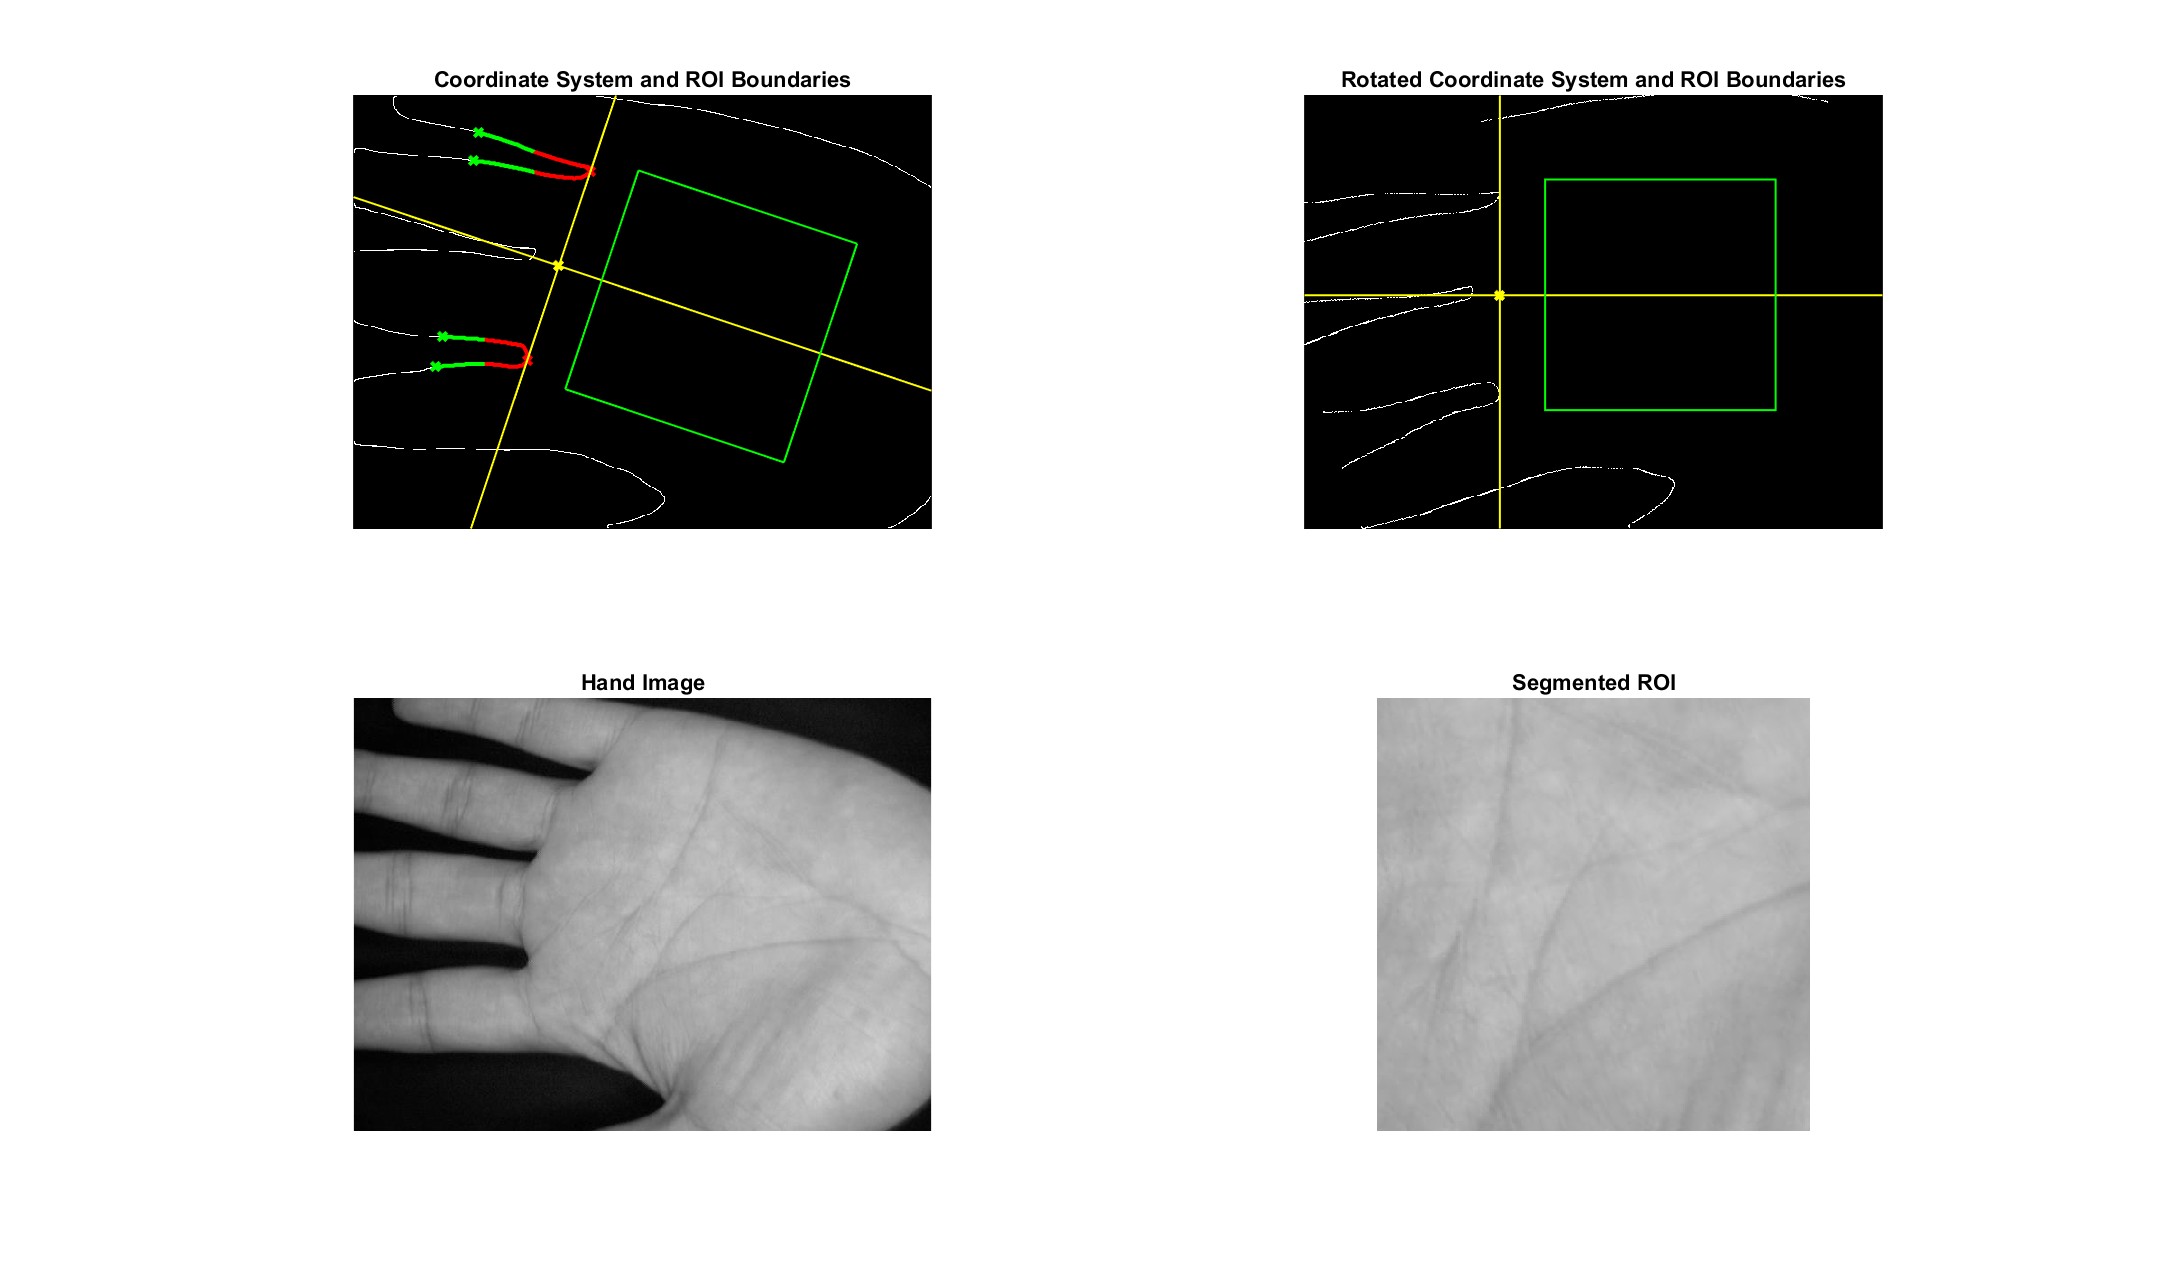 Coordinate System and ROI Boundaries
Rotated Coordinate System and ROI Boundaries
Hand Image
Segmented ROI